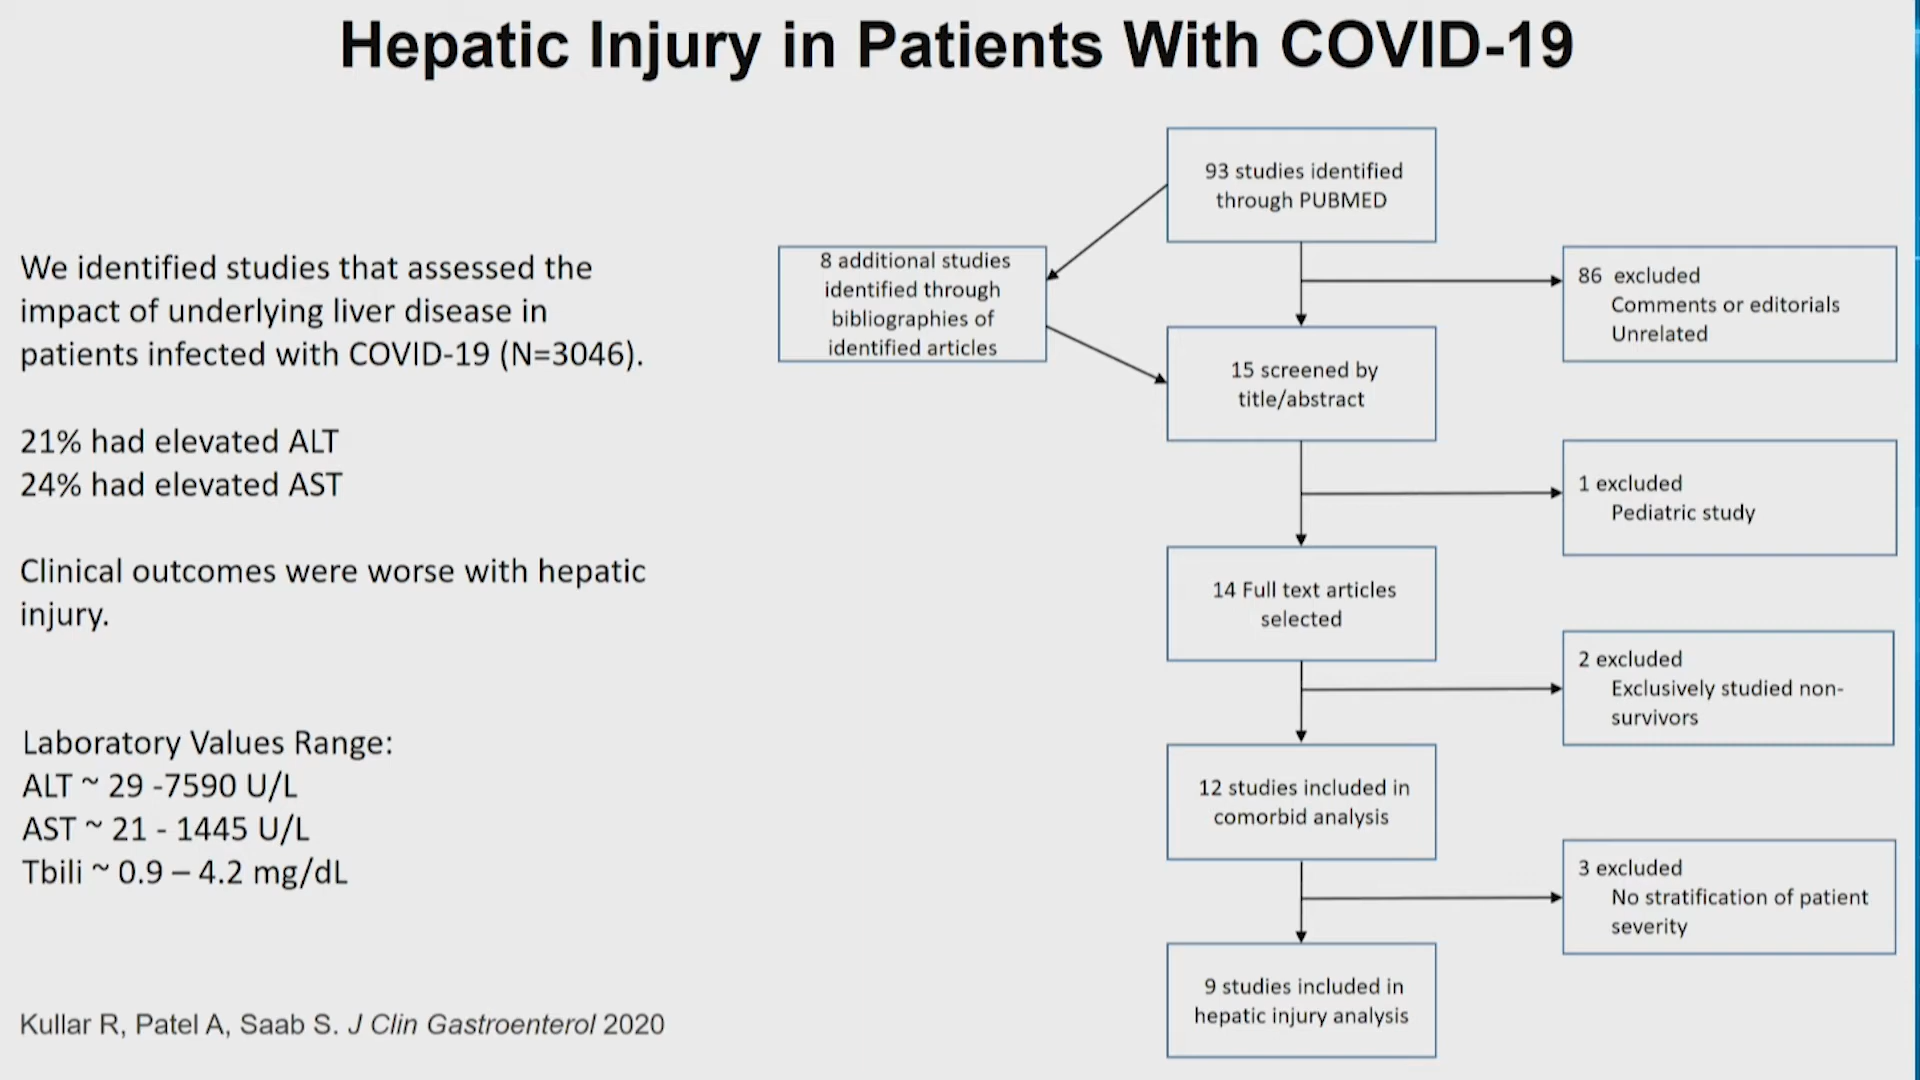 Hepatic Injury in Patients With COVID-19
We identified studies that assessed the
impact of underlying liver disease in
patients infected with COVID-19 (N=3046).
21% had elevated ALT
24% had elevated AST
Clinical outcomes were worse with hepatic
injury.
Laboratory Values Range:
ALT ~ 29 -7590 U/L
AST ~ 21 - 1445 U/L
Tbili ~ 0.9 – 4.2 mg/dL
Kullar R, Patel A, Saab S. J Clin Gastroenterol 2020
93 studies identified
through PUBMED
8 additional studies
identified through
bibliographies of
identified articles
86 excluded
Comments or editorials
Unrelated
15 screened by
title/abstract
1 excluded
Pediatric study
14 Full text articles
selected
2 excluded
Exclusively studied non-
survivors
12 studies included in
comorbid analysis
3 excluded
No stratification of patient
severity
9 studies included in
hepatic injury analysis